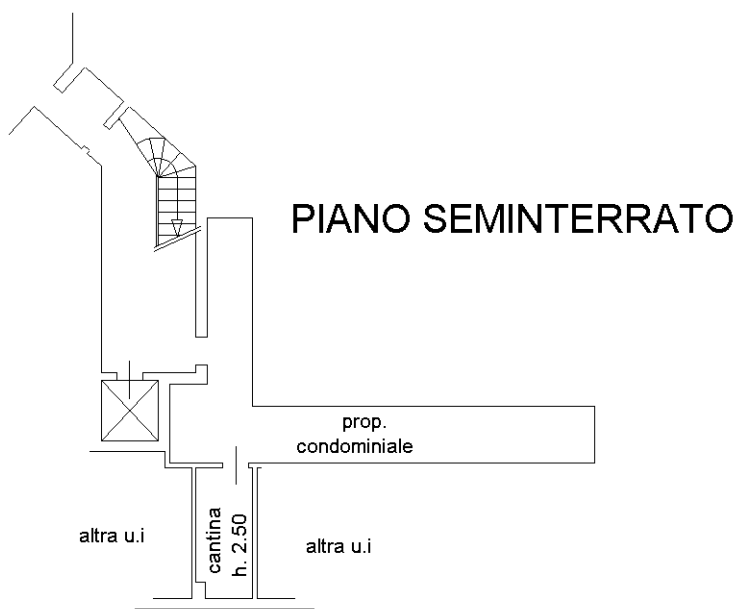 PIANO SEMINTERRATO
prop.
condominiale
altra u.i
cantina
h. 2.50
altra u.i